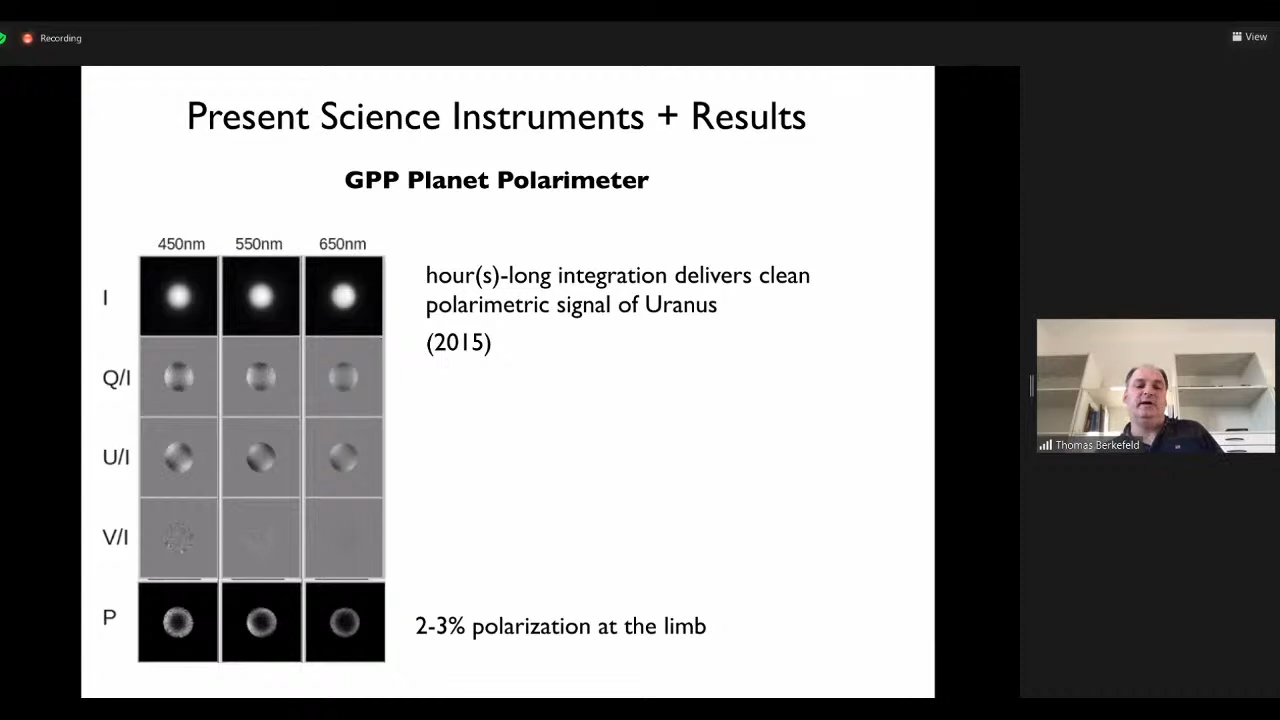 Recording
View
Present Science Instruments + Results
GPP Planet Polarimeter
450nm 550nm 650nm
I
hour(s)-long integration delivers clean
polarimetric signal of Uranus
(2015)
Q/I
U/I
Thomas Berkefeld
V/I
P
2-3% polarization at the limb